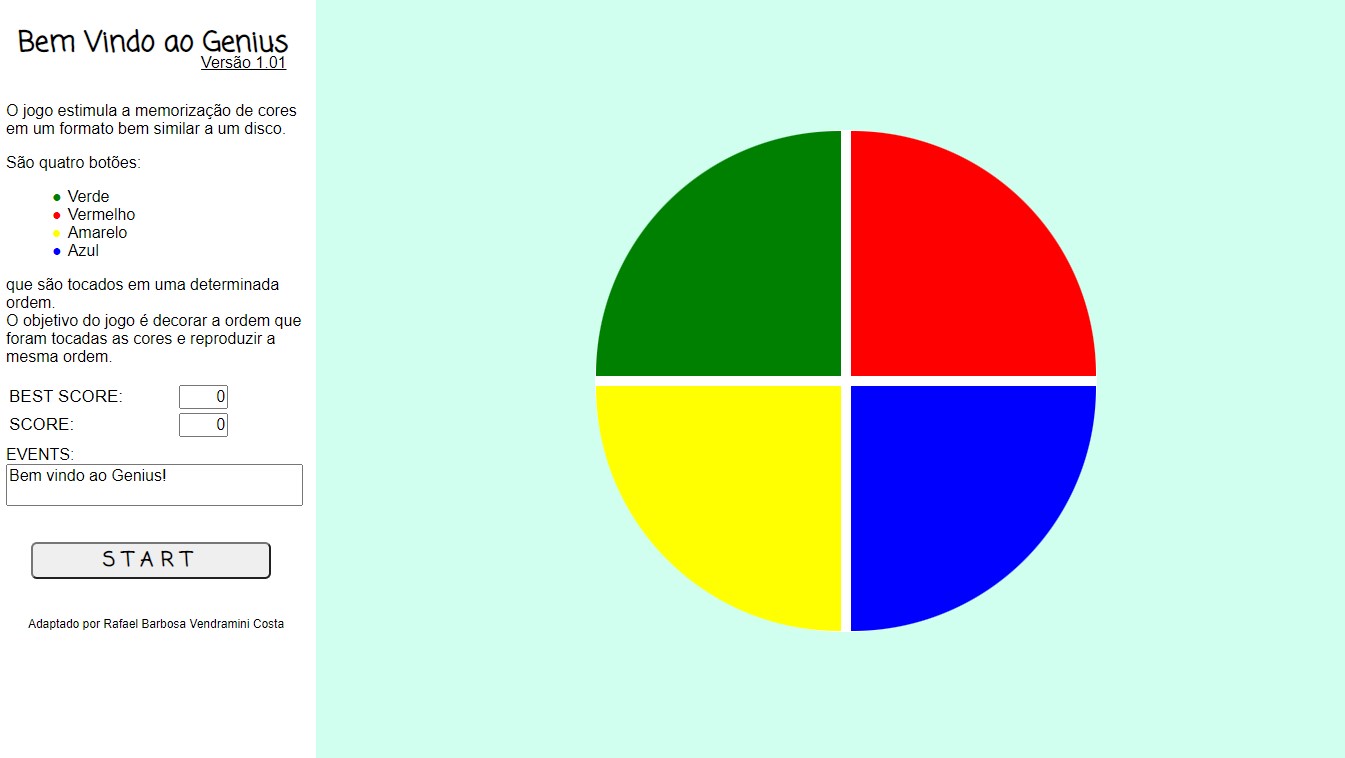 Bem Vindo ao Genius
Versão 1.01
O jogo estimula a memorização de cores
em um formato bem similar a um disco.
São quatro botões:
Verde
Vermelho
Amarelo
Azul
que são tocados em uma determinada
ordem.
O objetivo do jogo é decorar a ordem que
foram tocadas as cores e reproduzir a
mesma ordem.
BEST SCORE: 0
SCORE: 0
EVENTS:
Bem vindo ao Genius!
START
Adaptado por Rafael Barbosa Vendramini Costa